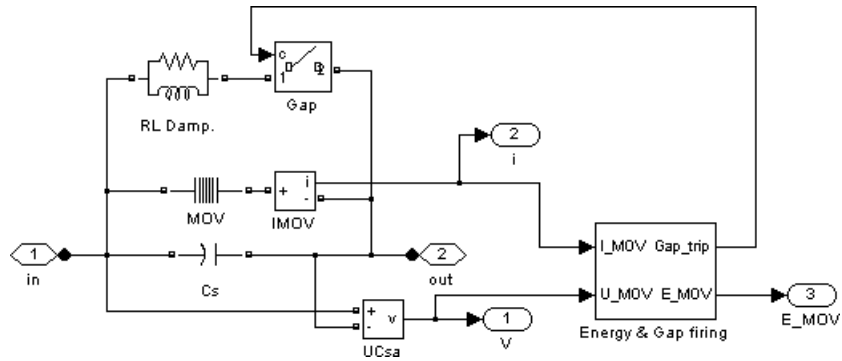 c
1
2
Gap
RL Damp.
2
i
+
i
-
MOV
IMOV
I_MOV
Gap_trip
1
in
2
out
Cs
U_MOV
E_MOV
3
E_MOV
+
-
v
1
V
UCsa
Energy & Gap firing